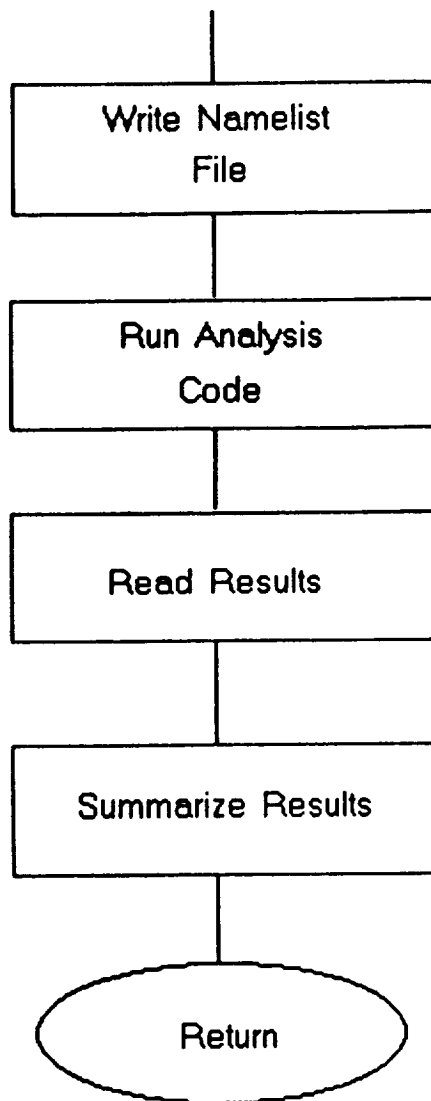 Write Namelist
File
Run Analysis
Code
Read Results
Summarize Results
Return